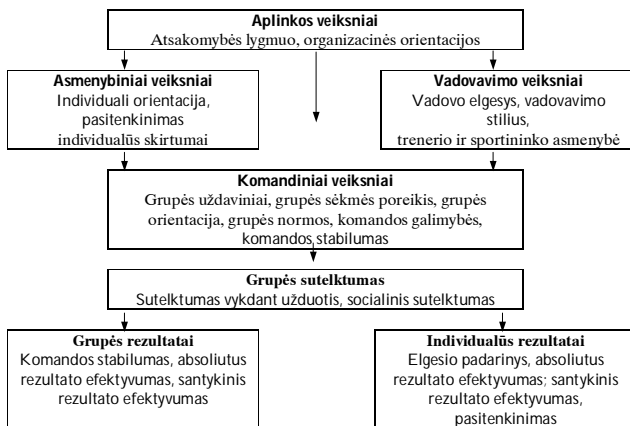 Aplinkos veiksniai
Atsakomybės lygmuo, organizacinės orientacijos
Asmenybiniai veiksniai
Individuali orientacija,
pasitenkinimas
individualūs skirtumai
Vadovavimo veiksniai
Vadovo elgesys, vadovavimo
stilius,
trenerio ir sportininko asmenybė
Komandiniai veiksniai
Grupės uždaviniai, grupės sėkmės poreikis, grupės
orientacija, grupės normos, komandos galimybės,
komandos stabilumas
Grupės sutelktumas
Sutelktumas vykdant užduotis, socialinis sutelktumas
Grupės rezultatai
Komandos stabilumas, absoliutus
rezultato efektyvumas, santykinis
rezultato efektyvumas
Individualūs rezultatai
Elgesio padarinys, absoliutus
rezultato efektyvumas; santykinis
rezultato efektyvumas,
pasitenkinimas